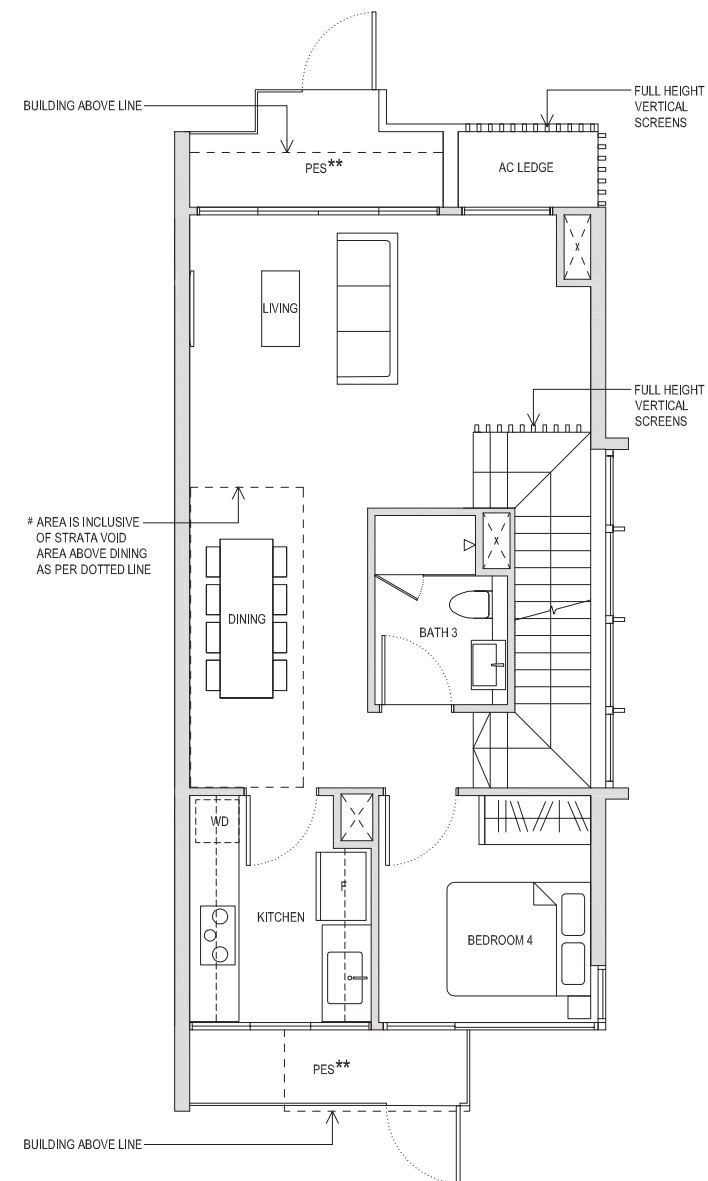 BUILDING ABOVE LINE
FULL HEIGHT
VERTICAL
SCREENS
PES**
AC LEDGE
X
LIVING
FULL HEIGHT
VERTICAL
SCREENS
# AREA IS INCLUSIVE
OF STRATA VOID
AREA ABOVE DINING
AS PER DOTTED LINE
X
DINING
BATH 3
WD
X
F
KITCHEN
BEDROOM 4
PES**
BUILDING ABOVE LINE